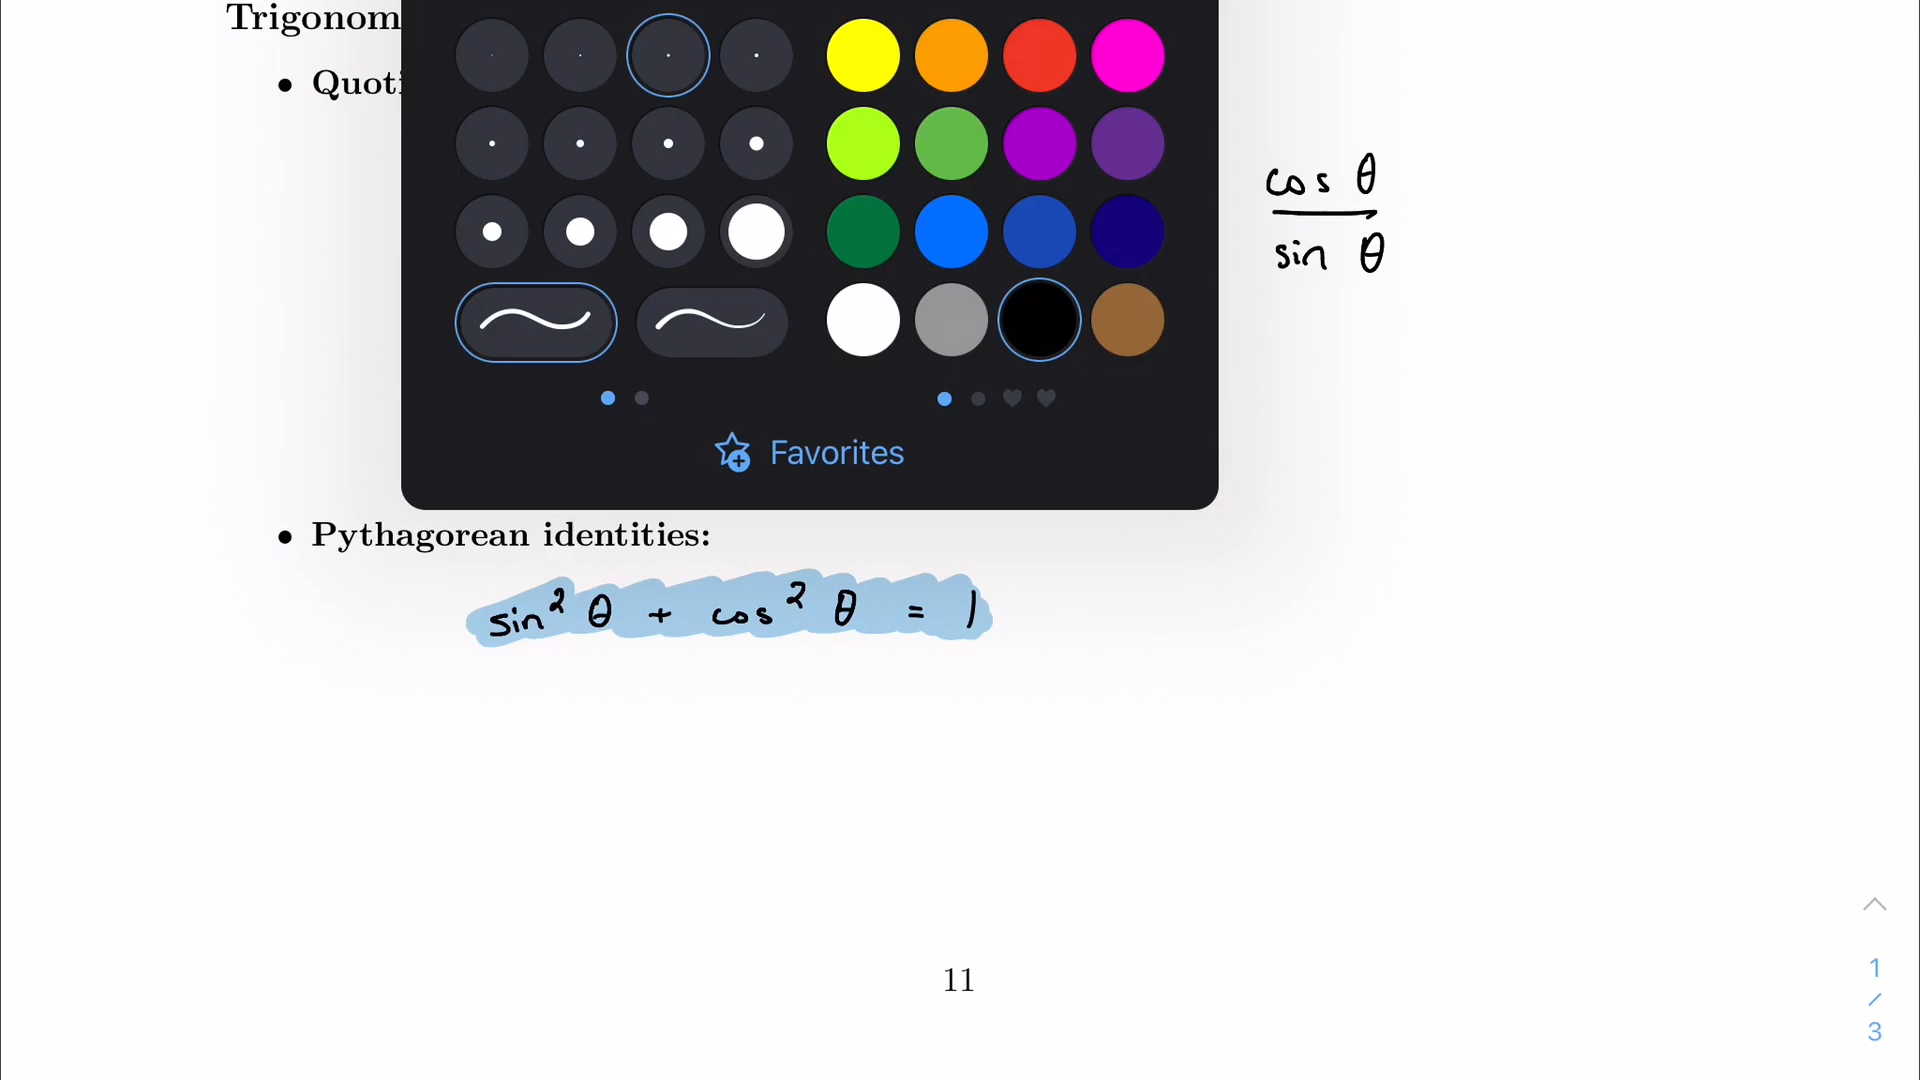 Trigonom
• Quoti
cos θ
sin θ
Favorites
• Pythagorean identities:
sin² θ + cos² θ = 1
11
1
/
3